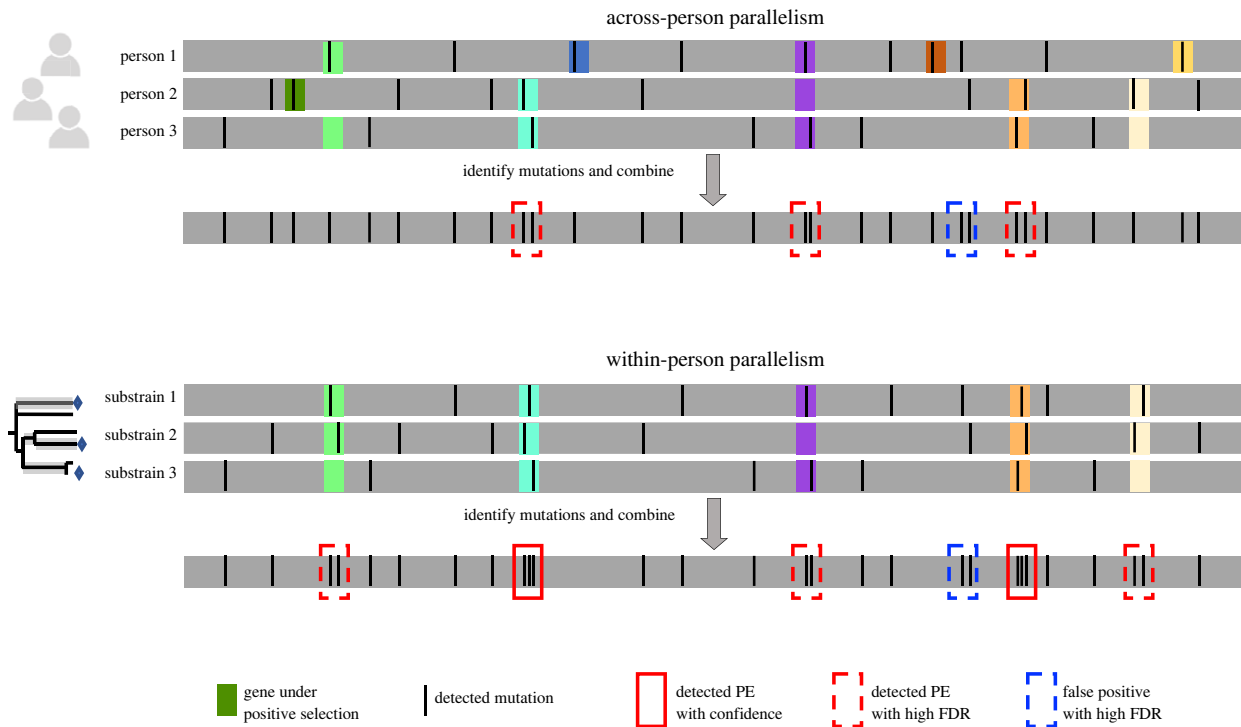 across-person parallelism
person 1
person 2
person 3
identify mutations and combine
within-person parallelism
substrain 1
substrain 2
substrain 3
identify mutations and combine
gene under
positive selection
detected mutation
detected PE
with confidence
detected PE
with high FDR
false positive
with high FDR